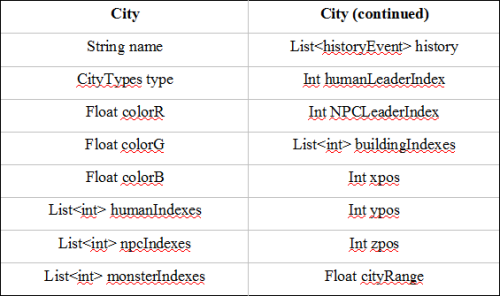 City City (continued)
String name List<historyEvent> history
CityTypes type Int humanLeaderIndex
Float colorR Int NPCLeaderIndex
Float colorG List<int> buildingIndexes
Float colorB Int xpos
List<int> humanIndexes Int ypos
List<int> npcIndexes Int zpos
List<int> monsterIndexes Float cityRange